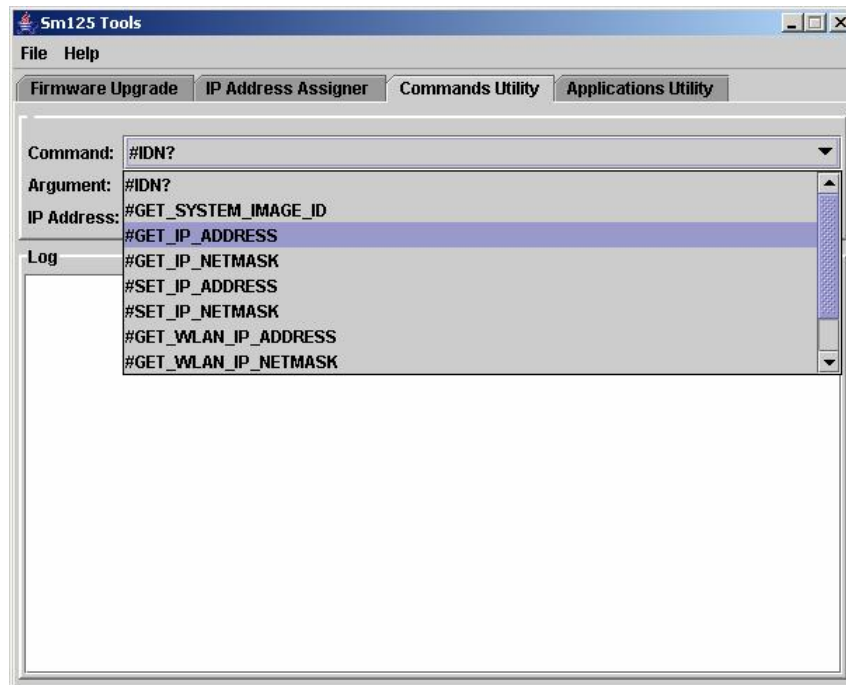 Sm125 Tools
File Help
Firmware Upgrade IP Address Assigner Commands Utility Applications Utility
Command: #IDN?
Argument: #IDN?
#GET_SYSTEM_IMAGE_ID
IP Address:
#GET_IP_ADDRESS
Log
#GET_IP_NETMASK
#SET_IP_ADDRESS
#SET_IP_NETMASK
#GET_WLAN_IP_ADDRESS
#GET_WLAN_IP_NETMASK